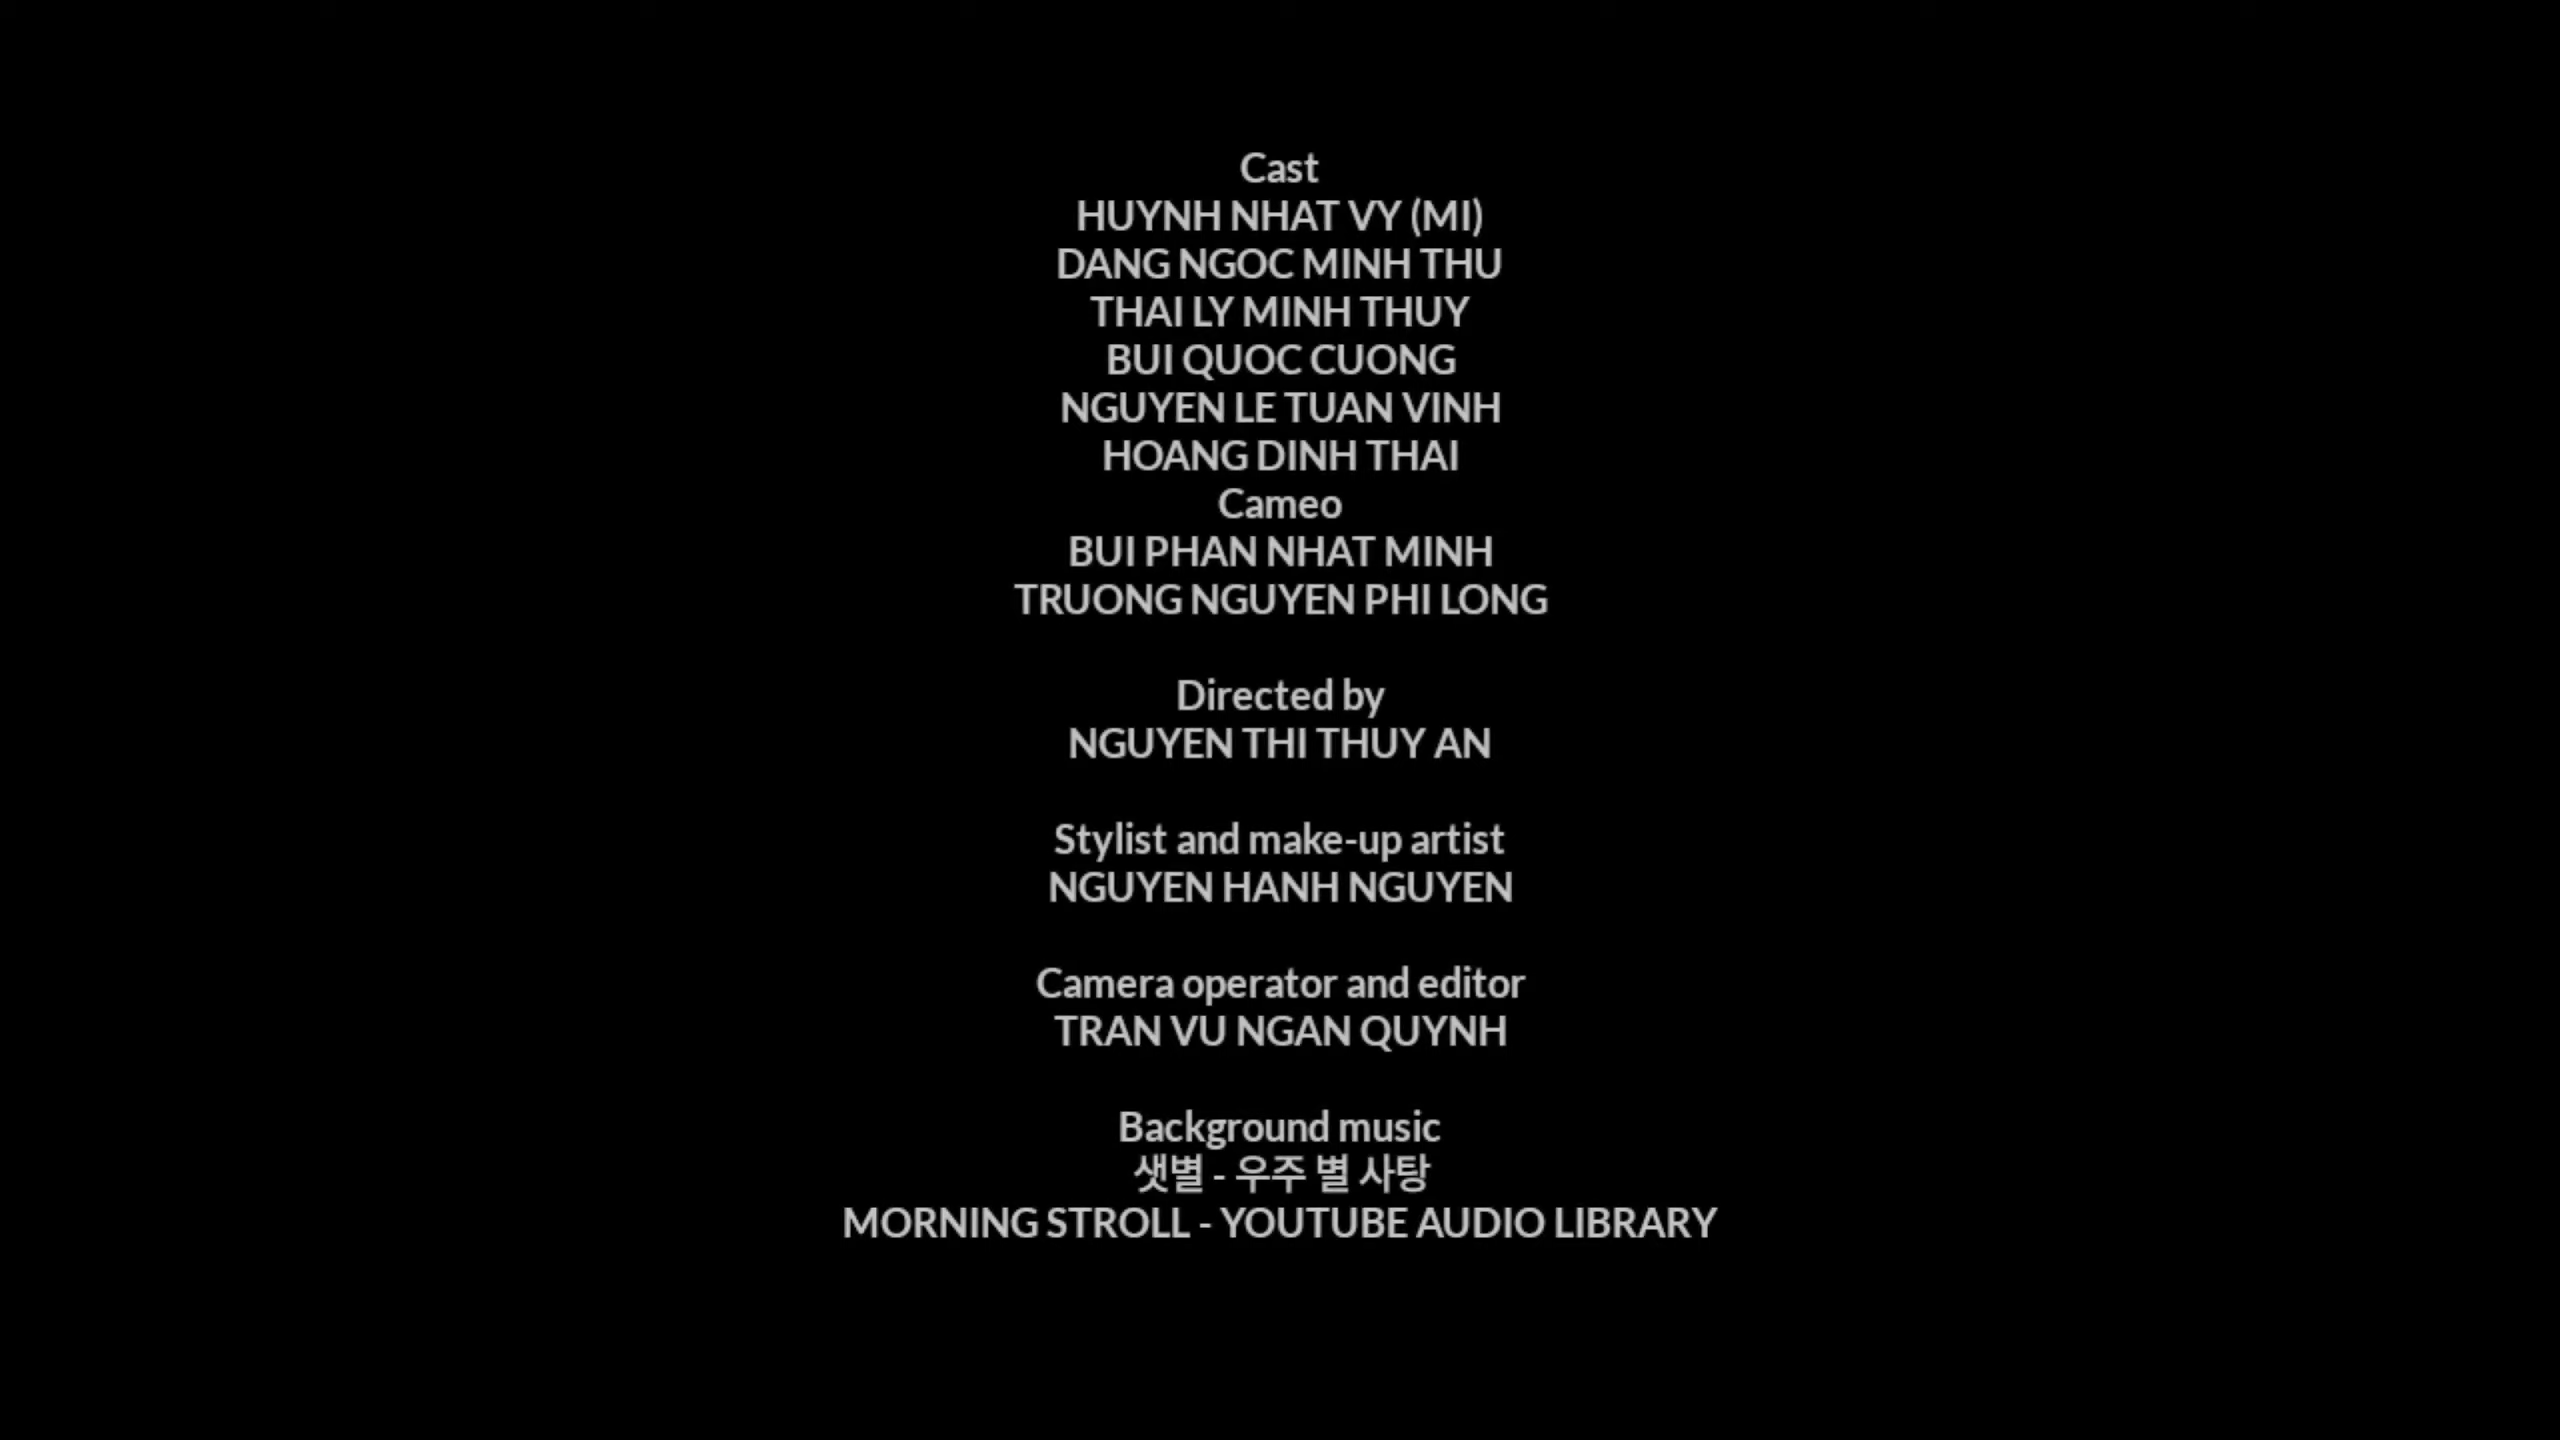 Cast
HUYNH NHAT VY (MI)
DANG NGOC MINH THU
THAI LY MINH THUY
BUI QUOC CUONG
NGUYEN LE TUAN VINH
HOANG DINH THAI
Cameo
BUI PHAN NHAT MINH
TRUONG NGUYEN PHI LONG
Directed by
NGUYEN THI THUY AN
Stylist and make-up artist
NGUYEN HANH NGUYEN
Camera operator and editor
TRAN VU NGAN QUYNH
Background music
샛별 - 우주 별 사탕
MORNING STROLL - YOUTUBE AUDIO LIBRARY